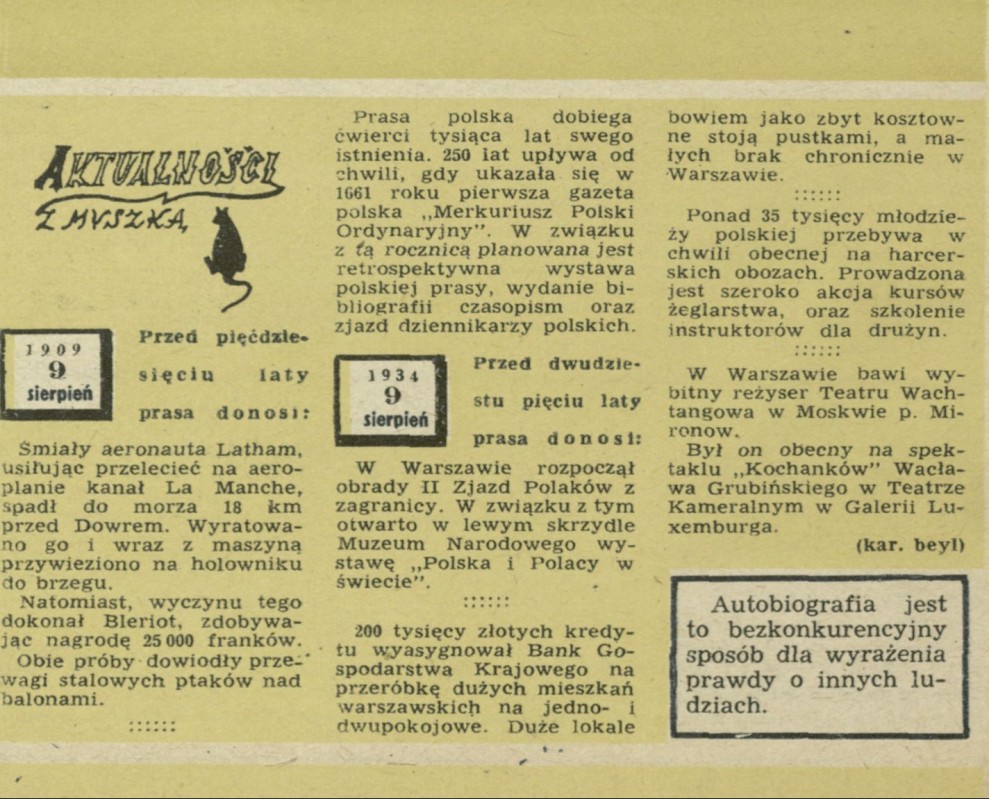 AKTUALNOŚCI
Z MYSZKĄ
1909
9
sierpień
Przed pięćdzie-
sięciu laty
prasa donosi:
Śmiały aeronauta Latham,
usiłując przelecieć na aero-
planie kanał La Manche,
spadł do morza 18 km
przed Dowrem. Wyratowa-
no go i wraz z maszyną
przywieziono na holowniku
do brzegu.
Natomiast, wyczynu tego
dokonał Bleriot, zdobywa-
jąc nagrodę 25 000 franków.
Obie próby dowiodły prze-
wagi stalowych ptaków nad
balonami.
::::::
Prasa polska dobiega
ćwierci tysiąca lat swego
istnienia. 250 lat upływa od
chwili, gdy ukazała się w
1661 roku pierwsza gazeta
polska „Merkuriusz Polski
Ordynaryjny”. W związku
z tą rocznicą planowana jest
retrospektywna wystawa
polskiej prasy, wydanie bi-
bliografii czasopism oraz
zjazd dziennikarzy polskich.
1934
9
sierpień
Przed dwudzie-
stu pięciu laty
prasa donosi:
W Warszawie rozpoczął
obrady II Zjazd Polaków z
zagranicy. W związku z tym
otwarto w lewym skrzydle
Muzeum Narodowego wy-
stawę „Polska i Polacy w
świecie”.
::::::
200 tysięcy złotych kredy-
tu wyasygnował Bank Go-
spodarstwa Krajowego na
przeróbkę dużych mieszkań
warszawskich na jedno- i
dwupokojowe. Duże lokale
bowiem jako zbyt kosztow-
ne stoją pustkami, a ma-
łych brak chronicznie w
Warszawie.
::::::
Ponad 35 tysięcy młodzie-
ży polskiej przebywa w
chwili obecnej na harcer-
skich obozach. Prowadzona
jest szeroko akcja kursów
żeglarstwa, oraz szkolenie
instruktorów dla drużyn.
::::::
W Warszawie bawi wy-
bitny reżyser Teatru Wach-
tangowa w Moskwie p. Mi-
ronow.
Był on obecny na spek-
taklu „Kochanków” Wacła-
wa Grubińskiego w Teatrze
Kameralnym w Galerii Lu-
xemburga.
(kar. beyl)
Autobiografia jest
to bezkonkurencyjny
sposób dla wyrażenia
prawdy o innych lu-
dziach.